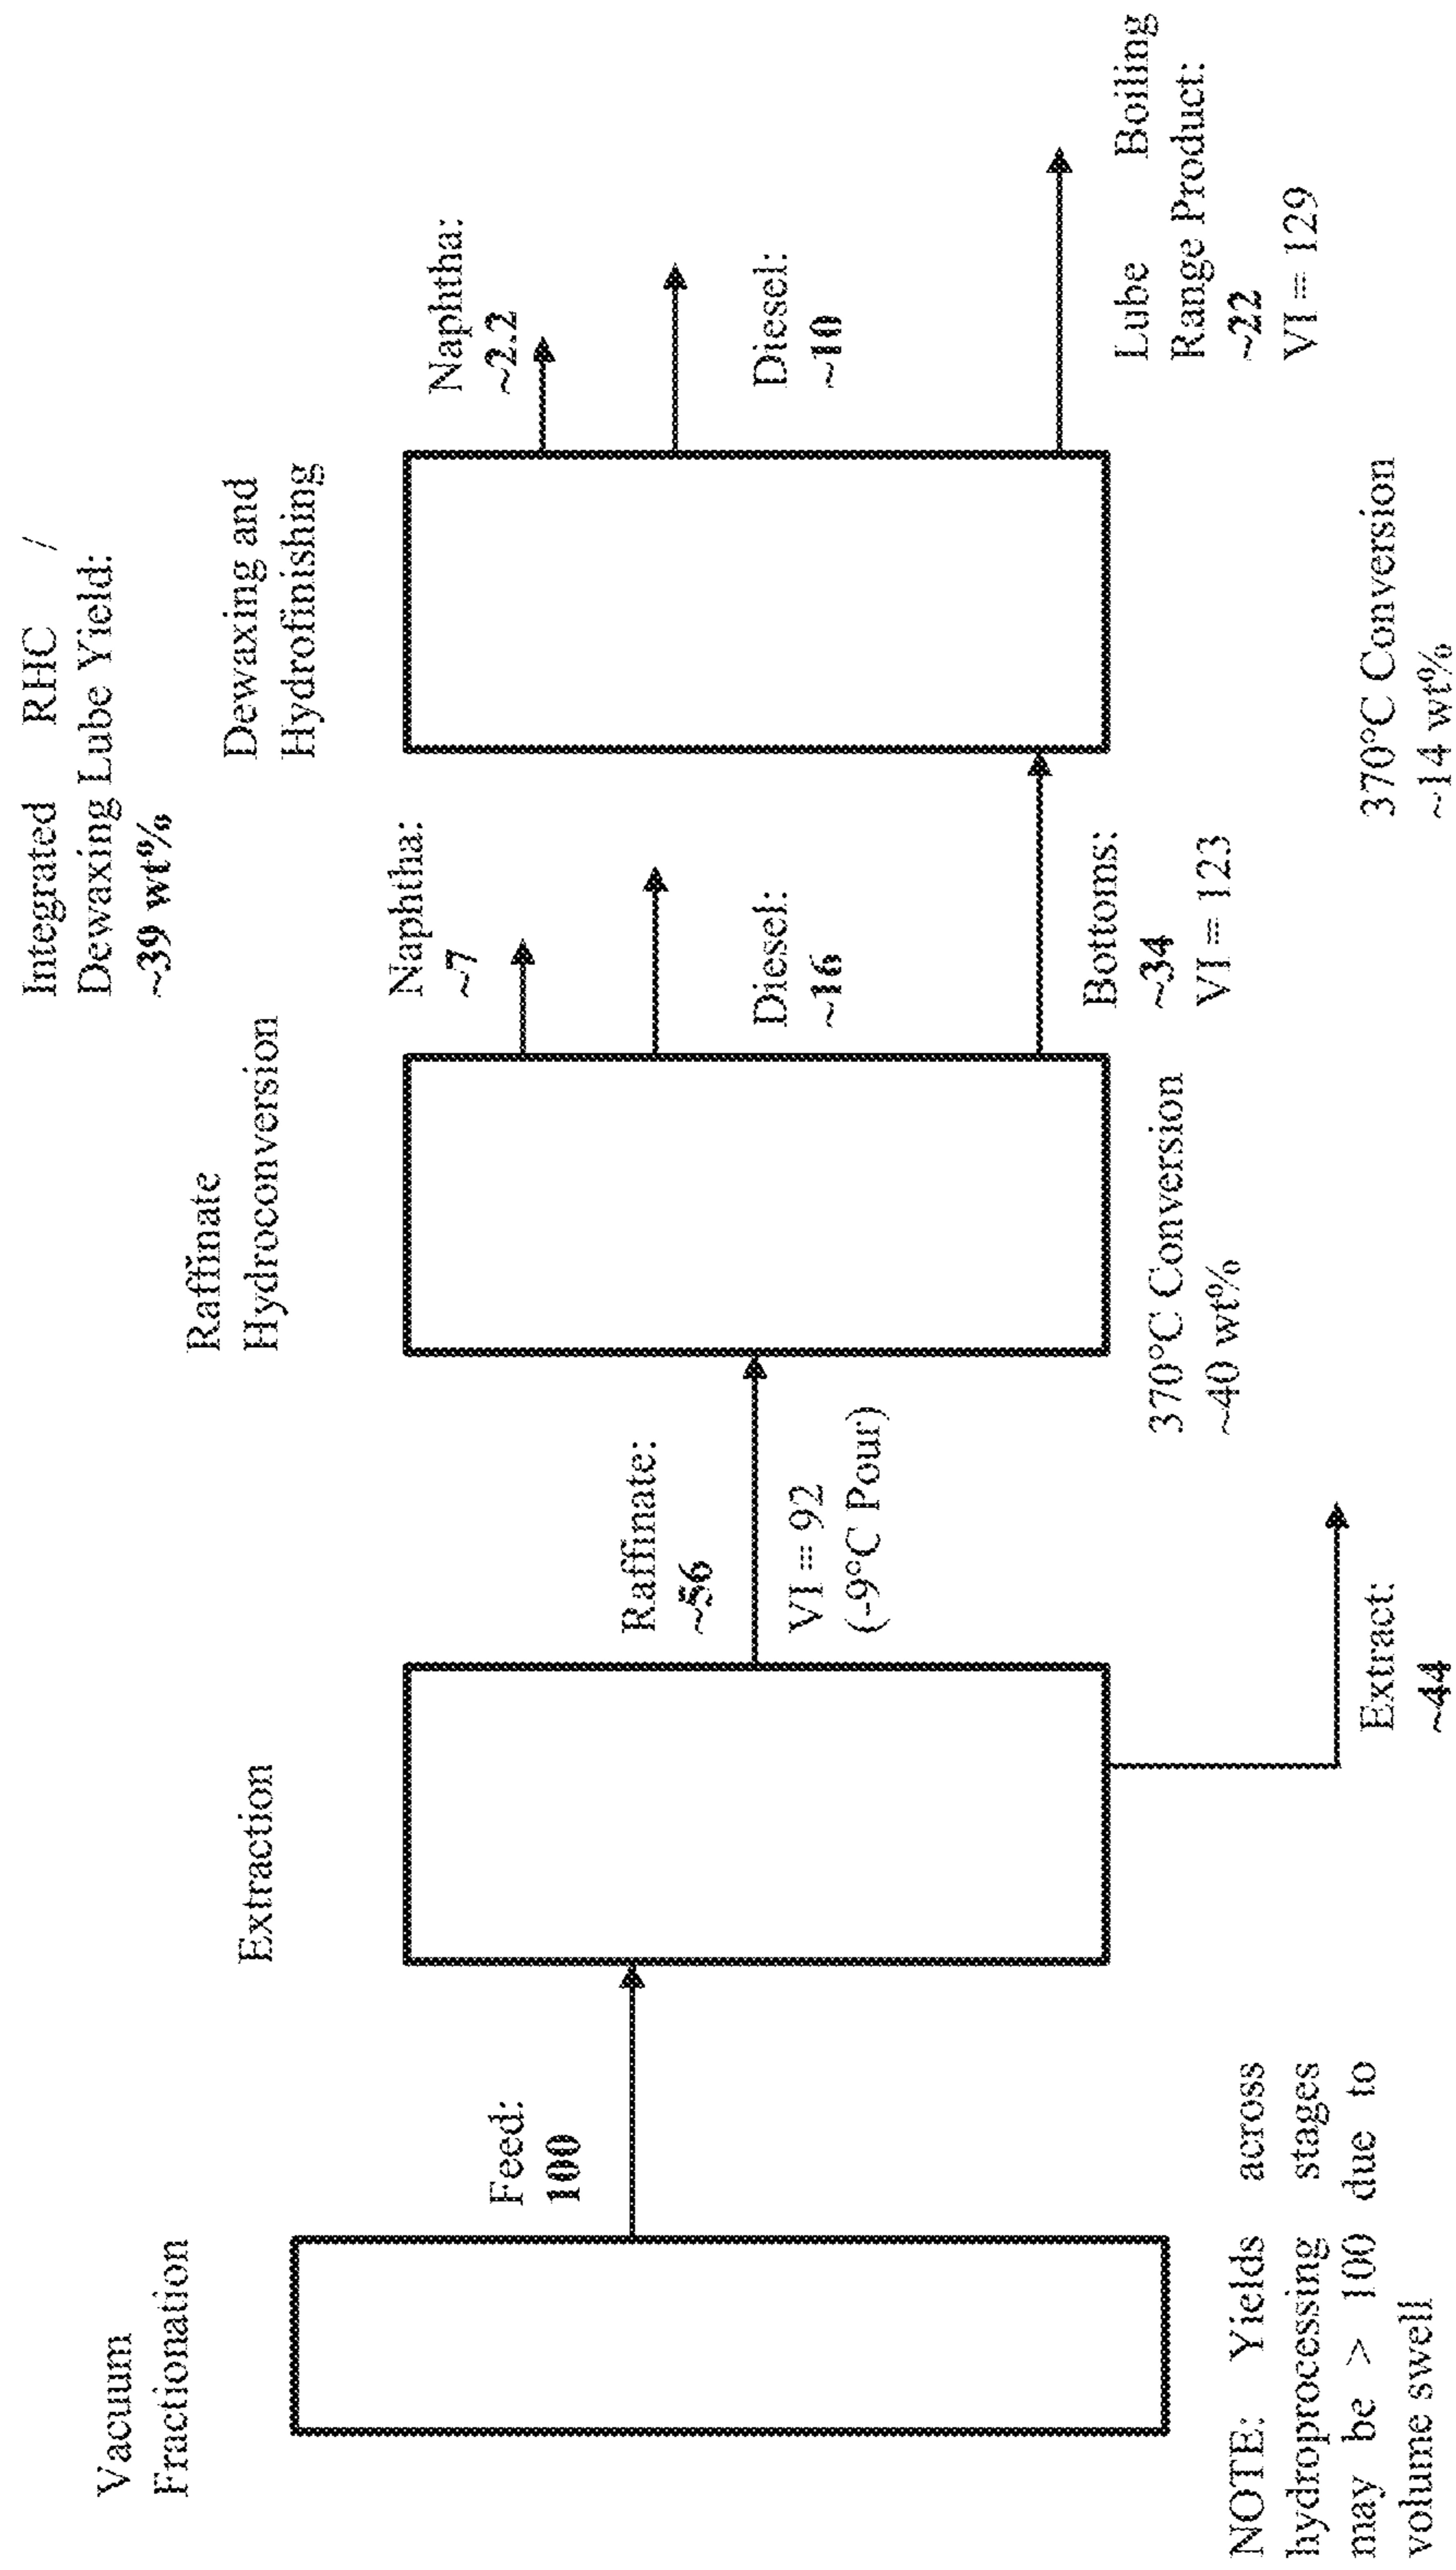 Integrated RHC /
Dewaxing Lube Yield:
~39 wt%
Vacuum
Fractionation
Extraction
Raffinate
Hydroconversion
Dewaxing and
Hydrofinishing
Feed:
100
Raffinate:
~56
VI = 92
(-9°C Pour)
Extract:
~44
Naphtha:
~7
Diesel:
~16
Bottoms:
~34
VI = 123
370°C Conversion
~40 wt%
Naphtha:
~2.2
Diesel:
~10
Lube Boiling
Range Product:
~22
VI = 129
370°C Conversion
~14 wt%
NOTE: Yields across
hydroprocessing stages
may be > 100 due to
volume swell